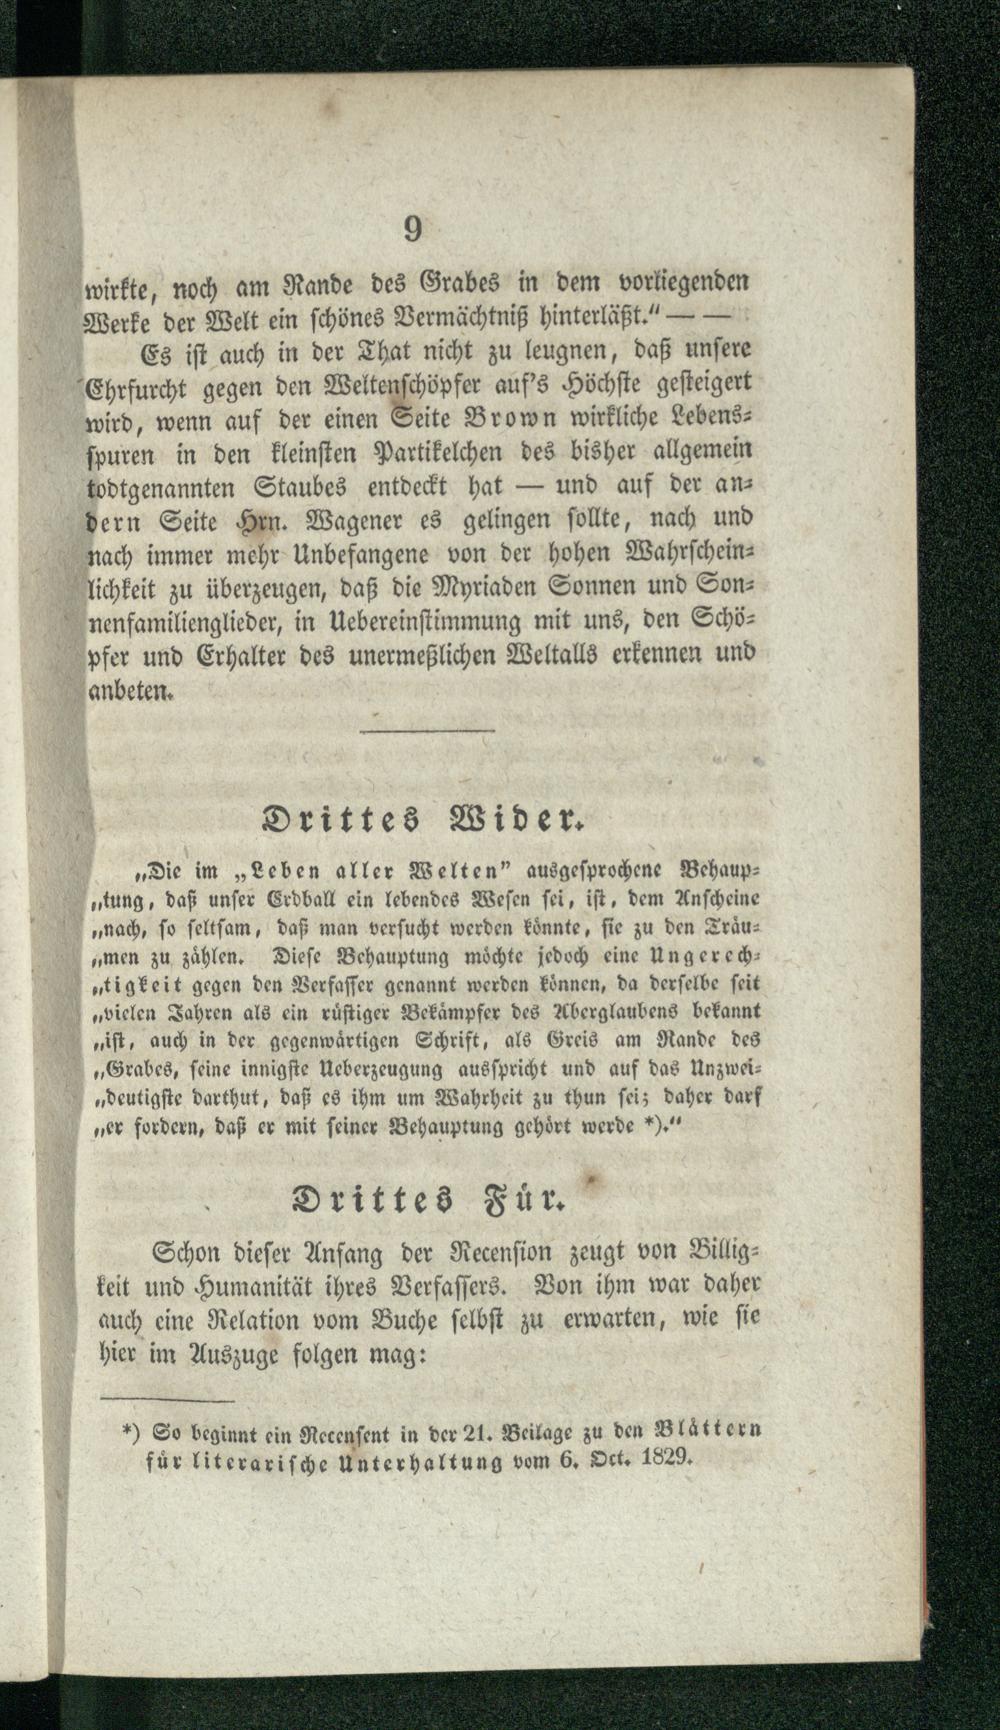 9
wirkte, noch am Rande des Grabes in dem vorliegenden
Werke der Welt ein schönes Vermächtniß hinterläßt.“ — —
Es ist auch in der That nicht zu leugnen, daß unsere
Ehrfurcht gegen den Weltenschöpfer auf's Höchste gesteigert
wird, wenn auf der einen Seite Brown wirkliche Lebens-
spuren in den kleinsten Partikelchen des bisher allgemein
todtgenannten Staubes entdeckt hat — und auf der an-
dern Seite Hrn. Wagener es gelingen sollte, nach und
nach immer mehr Unbefangene von der hohen Wahrschein-
lichkeit zu überzeugen, daß die Myriaden Sonnen und Son-
nenfamilienglieder, in Uebereinstimmung mit uns, den Schö-
pfer und Erhalter des unermeßlichen Weltalls erkennen und
anbeten.
Drittes Wider.
„Die im „Leben aller Welten” ausgesprochene Behaup-
„tung, daß unser Erdball ein lebendes Wesen sei, ist, dem Anscheine
„nach, so seltsam, daß man versucht werden könnte, sie zu den Träu-
„men zu zählen. Diese Behauptung möchte jedoch eine Ungerech-
„tigkeit gegen den Verfasser genannt werden können, da derselbe seit
„vielen Jahren als ein rüstiger Bekämpfer des Aberglaubens bekannt
„ist, auch in der gegenwärtigen Schrift, als Greis am Rande des
„Grabes, seine innigste Ueberzeugung ausspricht und auf das Unzwei-
„deutigste darthut, daß es ihm um Wahrheit zu thun sei; daher darf
„er fordern, daß er mit seiner Behauptung gehört werde *).“
Drittes Für.
Schon dieser Anfang der Recension zeugt von Billig-
keit und Humanität ihres Verfassers. Von ihm war daher
auch eine Relation vom Buche selbst zu erwarten, wie sie
hier im Auszuge folgen mag:
*) So beginnt ein Recensent in der 21. Beilage zu den Blättern
für literarische Unterhaltung vom 6. Oct. 1829.